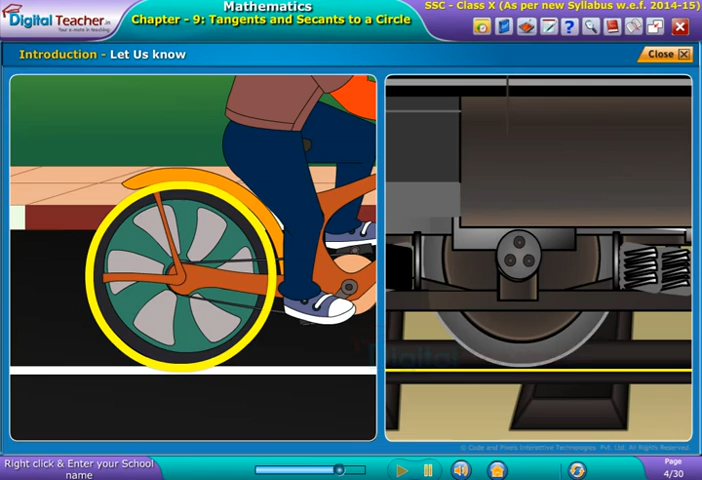 Digital Teacher.in
Your e-mate in teaching
Mathematics
Chapter - 9: Tangents and Secants to a Circle
SSC - Class X (As per new Syllabus w.e.f. 2014-15)
Introduction - Let Us know
Close
Digital
© Code and Pixels Interactive Technologies Pvt. Ltd. All Rights Reserved
Right click & Enter your School
name
Page
4/30